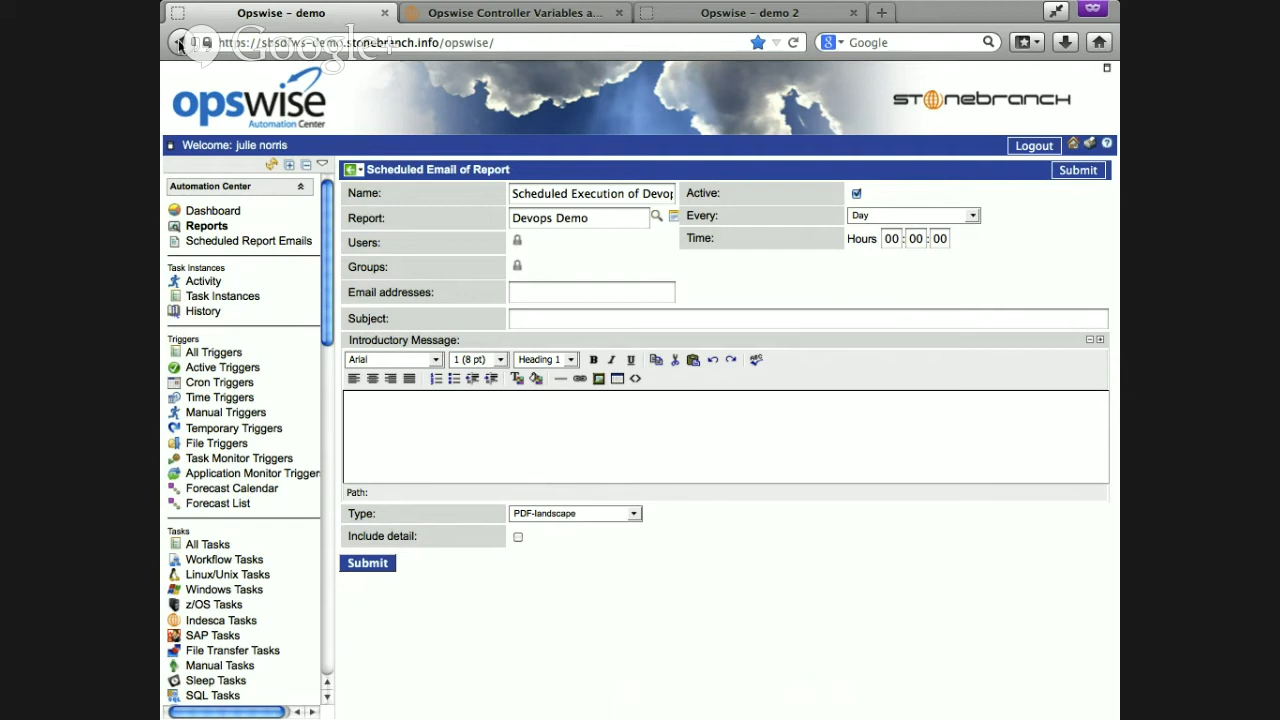 Opswise – demo
Opswise Controller Variables a...
Opswise – demo 2
Google+
https://sbsd/ws-demo.stonebranch.info/opswise/
Google
opswise
Automation Center
STONEBRANCH
Welcome: julie norris
Logout
Automation Center
Dashboard
Reports
Scheduled Report Emails
Task Instances
Activity
Task Instances
History
Triggers
All Triggers
Active Triggers
Cron Triggers
Time Triggers
Manual Triggers
Temporary Triggers
File Triggers
Task Monitor Triggers
Application Monitor Trigger
Forecast Calendar
Forecast List
Tasks
All Tasks
Workflow Tasks
Linux/Unix Tasks
Windows Tasks
z/OS Tasks
Indesca Tasks
SAP Tasks
File Transfer Tasks
Manual Tasks
Sleep Tasks
SQL Tasks
Scheduled Email of Report
Submit
Name: Scheduled Execution of Devop
Active:
Report: Devops Demo
Every: Day
Users:
Time: Hours 00:00:00
Groups:
Email addresses:
Subject:
Introductory Message:
Arial 1 (8 pt) Heading 1 B I U ABC
Path:
Type: PDF-landscape
Include detail:
Submit